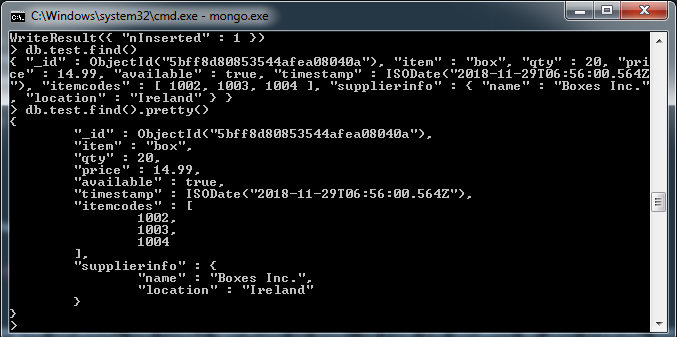 C:\Windows\system32\cmd.exe - mongo.exe
WriteResult({ "nInserted" : 1 })
> db.test.find()
{ "_id" : ObjectId("5bff8d80853544afea08040a"), "item" : "box", "qty" : 20, "pri
ce" : 14.99, "available" : true, "timestamp" : ISODate("2018-11-29T06:56:00.564Z
"), "itemcodes" : [ 1002, 1003, 1004 ], "supplierinfo" : { "name" : "Boxes Inc."
, "location" : "Ireland" } }
> db.test.find().pretty()
{
"_id" : ObjectId("5bff8d80853544afea08040a"),
"item" : "box",
"qty" : 20,
"price" : 14.99,
"available" : true,
"timestamp" : ISODate("2018-11-29T06:56:00.564Z"),
"itemcodes" : [
1002,
1003,
1004
],
"supplierinfo" : {
"name" : "Boxes Inc.",
"location" : "Ireland"
}
}
>